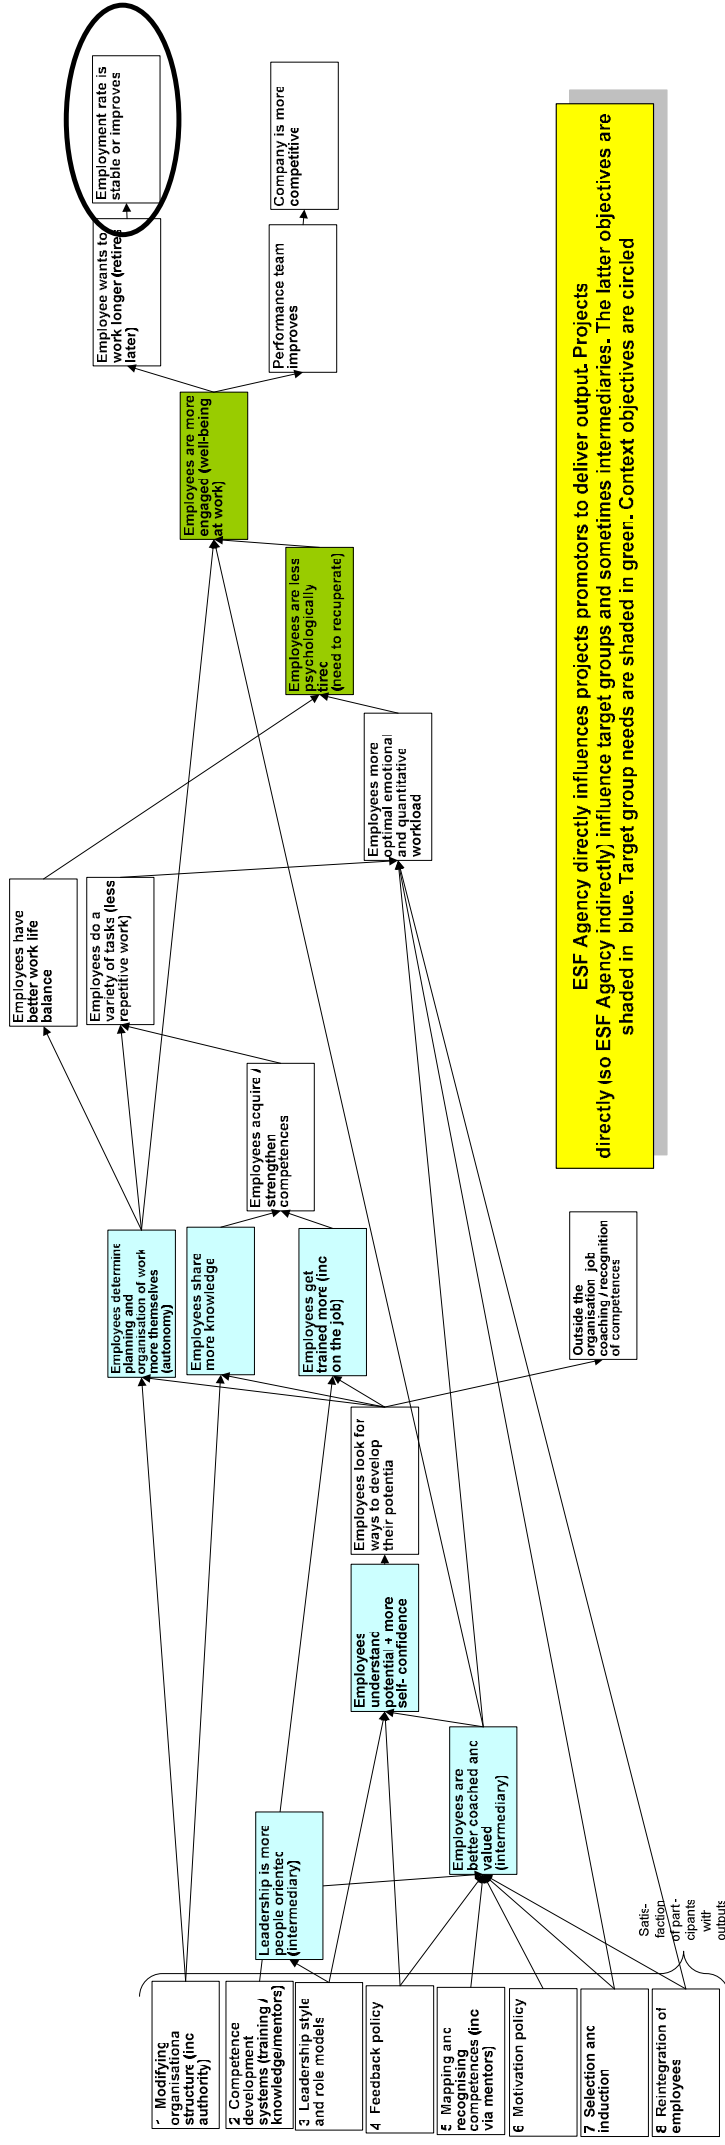 1 Modifying
organisationa
structure (inc
authority)
2 Competence
development
systems (training /
knowledge/mentors)
3 Leadership style
and role models
4 Feedback policy
5 Mapping anc
recognising
competences (inc
via mentors)
6 Motivation policy
7 Selection anc
induction
8 Reintegration of
employees
Satis-
faction
of part -
cipants
with
outputs
Leadership is more
people orientec
(intermediary)
Employees are
better coached anc
valued
(intermediary)
Employees
understanc
potential + more
self- confidence
Employees look for
ways to develop
their potentia
Employees determine
planning and
organisation of work
more themselves
(autonomy)
Employees share
more knowledge
Employees get
trained more (inc
on the job)
Outside the
organisation job
coaching / recognition
of competences
Employees acquire /
strengthen
competences
Employees have
better work life
balance
Employees do a
variety of tasks (less
repetitive work)
Employees more
optimal emotional
and quantitative
workload
Employees are less
psychologically
tirec
(need to recuperate)
Employees are more
engaged (well-being
at work)
Employee wants to
work longer (retires
later)
Employment rate is
stable or improves
Performance team
improves
Company is more
competitive
ESF Agency directly influences projects promotors to deliver output. Projects
directly (so ESF Agency indirectly) influence target groups and sometimes intermediaries. The latter objectives are
shaded in blue. Target group needs are shaded in green. Context objectives are circled